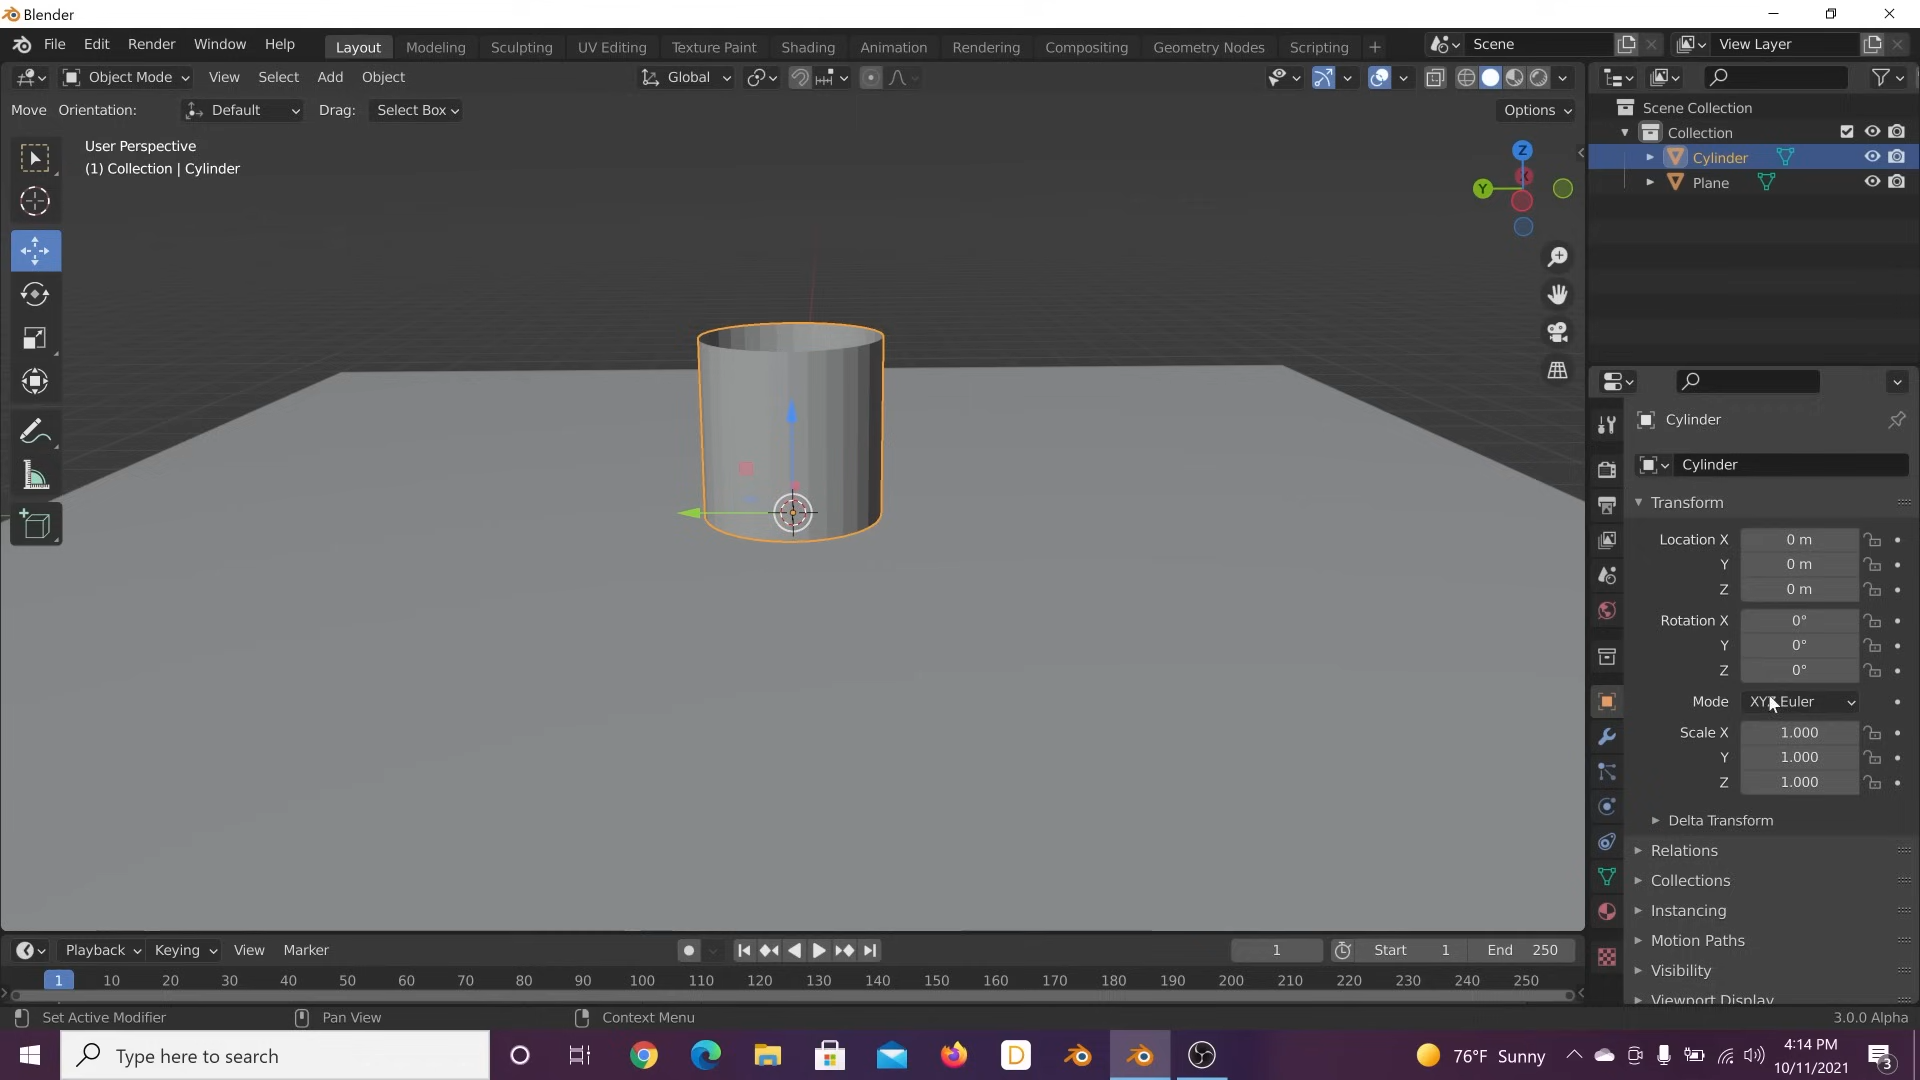 Blender
File Edit Render Window Help Layout Modeling Sculpting UV Editing Texture Paint Shading Animation Rendering Compositing Geometry Nodes Scripting + Scene View Layer
Object Mode View Select Add Object Global
Move Orientation: Default Drag: Select Box Options
User Perspective
(1) Collection | Cylinder
Z
Y
X
Scene Collection
Collection
Cylinder
Plane
Cylinder
Cylinder
Transform
Location X 0 m
Y 0 m
Z 0 m
Rotation X 0°
Y 0°
Z 0°
Mode XYZ Euler
Scale X 1.000
Y 1.000
Z 1.000
Delta Transform
Relations
Collections
Instancing
Motion Paths
Visibility
Viewport Display
Playback Keying View Marker 1 Start 1 End 250
1 10 20 30 40 50 60 70 80 90 100 110 120 130 140 150 160 170 180 190 200 210 220 230 240 250
Set Active Modifier Pan View Context Menu 3.0.0 Alpha
Type here to search D 76°F Sunny 4:14 PM
10/11/2021 3